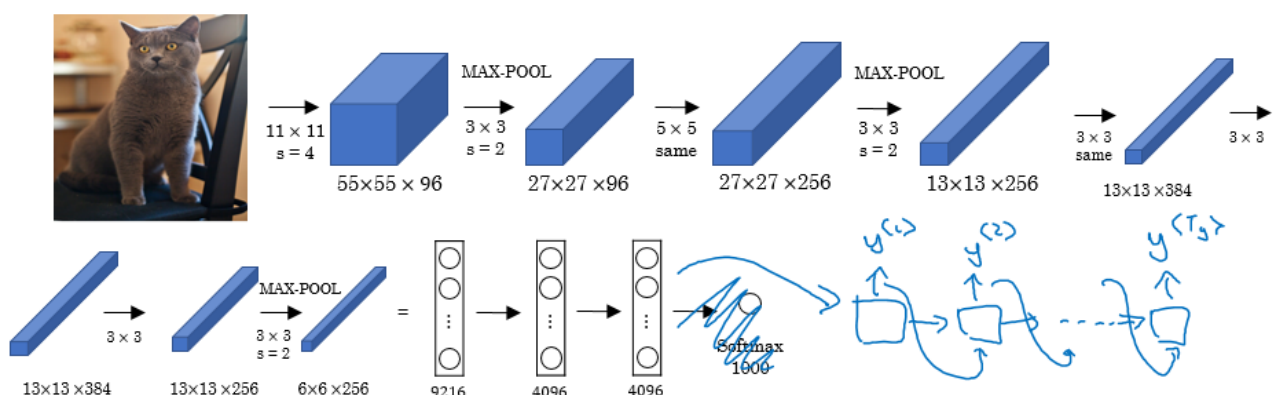 11 × 11
s = 4
55×55 × 96
MAX-POOL
3 × 3
s = 2
27×27 ×96
5 × 5
same
27×27 ×256
MAX-POOL
3 × 3
s = 2
13×13 ×256
3 × 3
same
13×13 ×384
3 × 3
13×13 ×384
3 × 3
13×13 ×256
MAX-POOL
3 × 3
s = 2
6×6 ×256
=
⋮
9216
⋮
4096
⋮
4096
Softmax
1000
y<1>
y<2>
y<Ty>